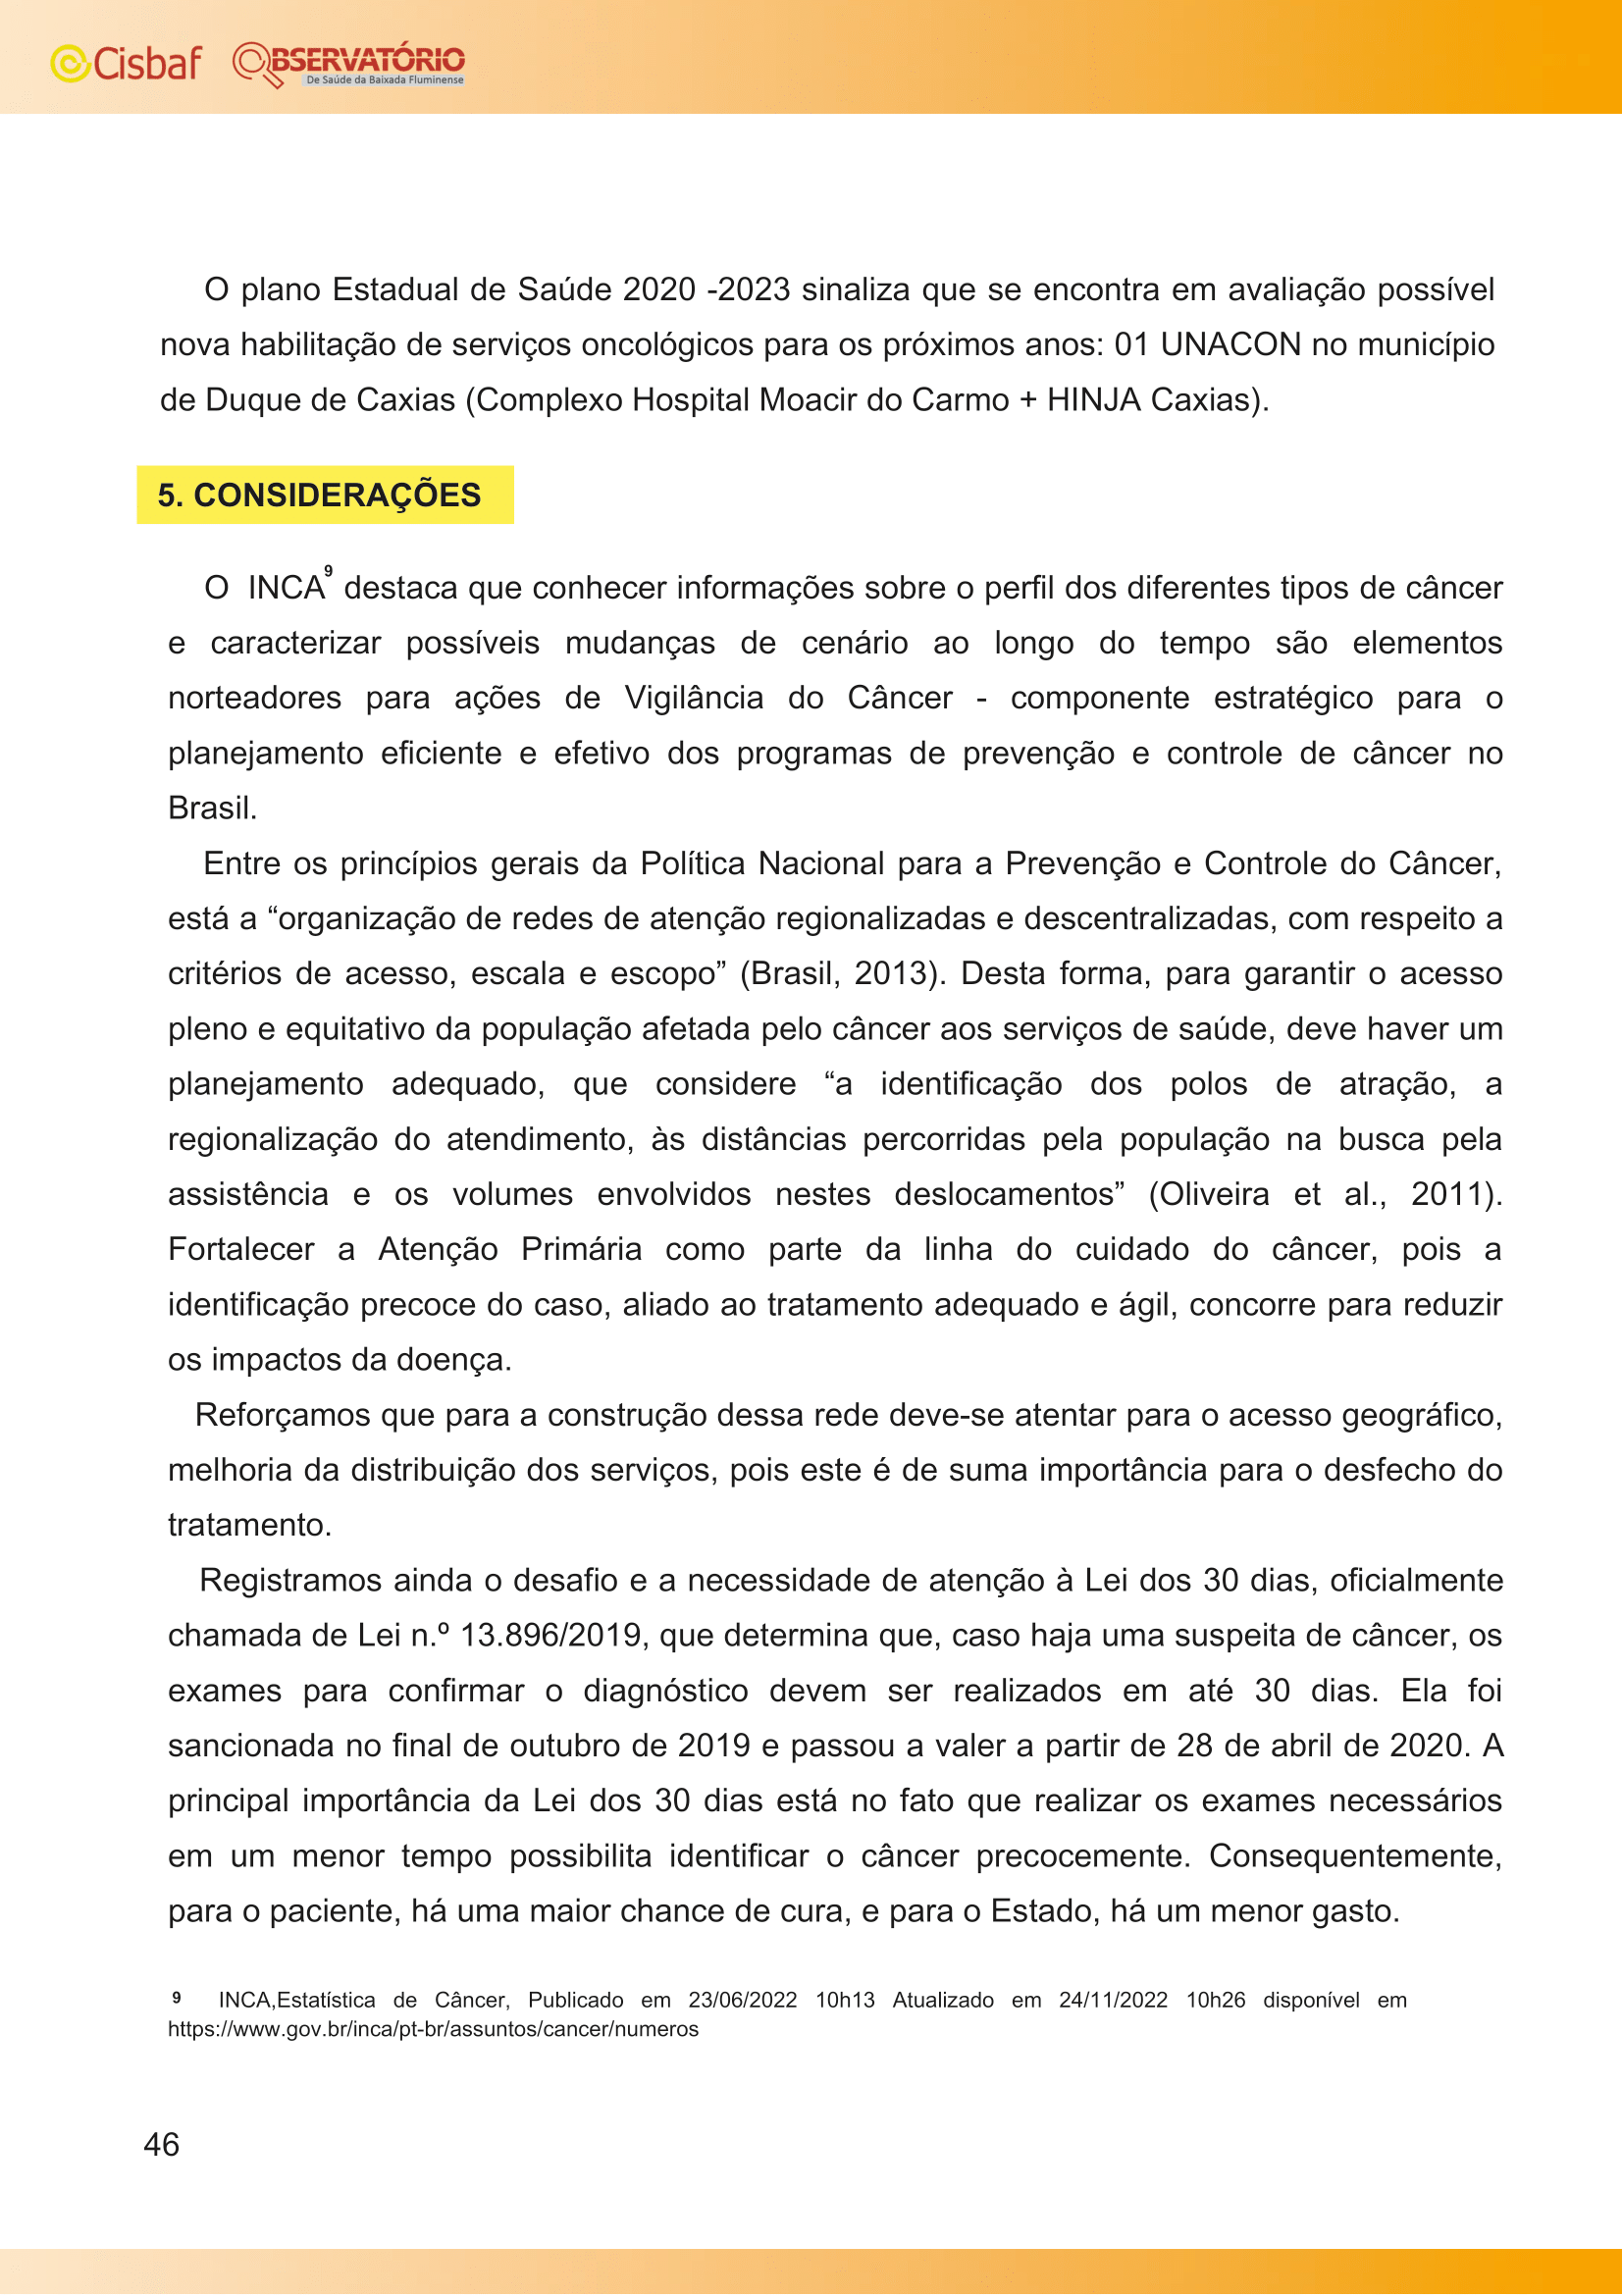 Cisbaf
OBSERVATÓRIO
De Saúde da Baixada Fluminense
O plano Estadual de Saúde 2020 -2023 sinaliza que se encontra em avaliação possível
nova habilitação de serviços oncológicos para os próximos anos: 01 UNACON no município
de Duque de Caxias (Complexo Hospital Moacir do Carmo + HINJA Caxias).
5. CONSIDERAÇÕES
O INCA⁹ destaca que conhecer informações sobre o perfil dos diferentes tipos de câncer
e caracterizar possíveis mudanças de cenário ao longo do tempo são elementos
norteadores para ações de Vigilância do Câncer - componente estratégico para o
planejamento eficiente e efetivo dos programas de prevenção e controle de câncer no
Brasil.
Entre os princípios gerais da Política Nacional para a Prevenção e Controle do Câncer,
está a “organização de redes de atenção regionalizadas e descentralizadas, com respeito a
critérios de acesso, escala e escopo” (Brasil, 2013). Desta forma, para garantir o acesso
pleno e equitativo da população afetada pelo câncer aos serviços de saúde, deve haver um
planejamento adequado, que considere “a identificação dos polos de atração, a
regionalização do atendimento, às distâncias percorridas pela população na busca pela
assistência e os volumes envolvidos nestes deslocamentos” (Oliveira et al., 2011).
Fortalecer a Atenção Primária como parte da linha do cuidado do câncer, pois a
identificação precoce do caso, aliado ao tratamento adequado e ágil, concorre para reduzir
os impactos da doença.
Reforçamos que para a construção dessa rede deve-se atentar para o acesso geográfico,
melhoria da distribuição dos serviços, pois este é de suma importância para o desfecho do
tratamento.
Registramos ainda o desafio e a necessidade de atenção à Lei dos 30 dias, oficialmente
chamada de Lei n.º 13.896/2019, que determina que, caso haja uma suspeita de câncer, os
exames para confirmar o diagnóstico devem ser realizados em até 30 dias. Ela foi
sancionada no final de outubro de 2019 e passou a valer a partir de 28 de abril de 2020. A
principal importância da Lei dos 30 dias está no fato que realizar os exames necessários
em um menor tempo possibilita identificar o câncer precocemente. Consequentemente,
para o paciente, há uma maior chance de cura, e para o Estado, há um menor gasto.
9 INCA,Estatística de Câncer, Publicado em 23/06/2022 10h13 Atualizado em 24/11/2022 10h26 disponível em
https://www.gov.br/inca/pt-br/assuntos/cancer/numeros
46